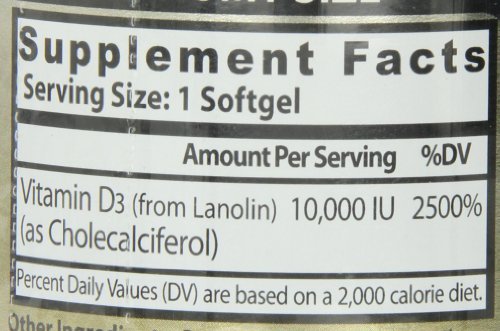 Supplement Facts
Serving Size: 1 Softgel
Amount Per Serving %DV
Vitamin D3 (from Lanolin) 10,000 IU 2500%
(as Cholecalciferol)
Percent Daily Values (DV) are based on a 2,000 calorie diet.
Other